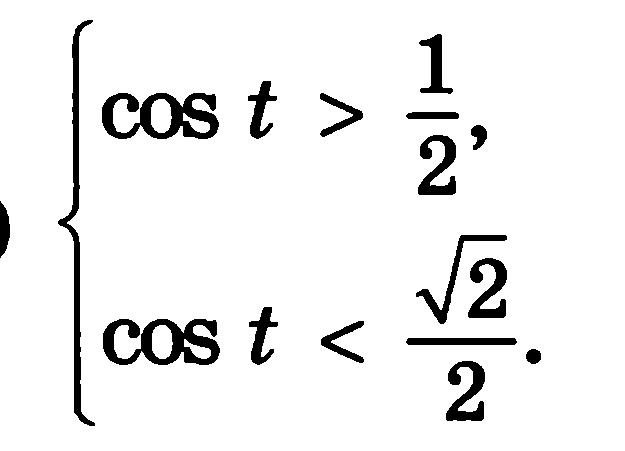 cos t > 1/2,
cos t < √2/2.